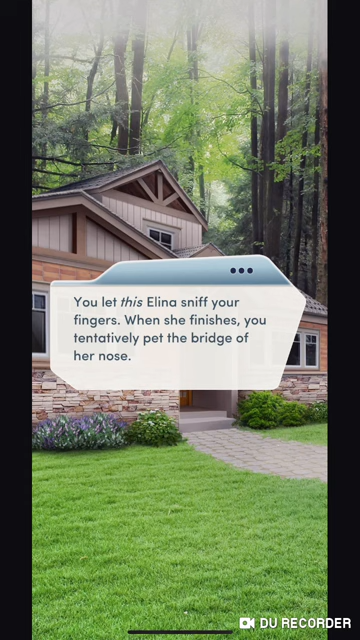 You let this Elina sniff your
fingers. When she finishes, you
tentatively pet the bridge of
her nose.
DU RECORDER